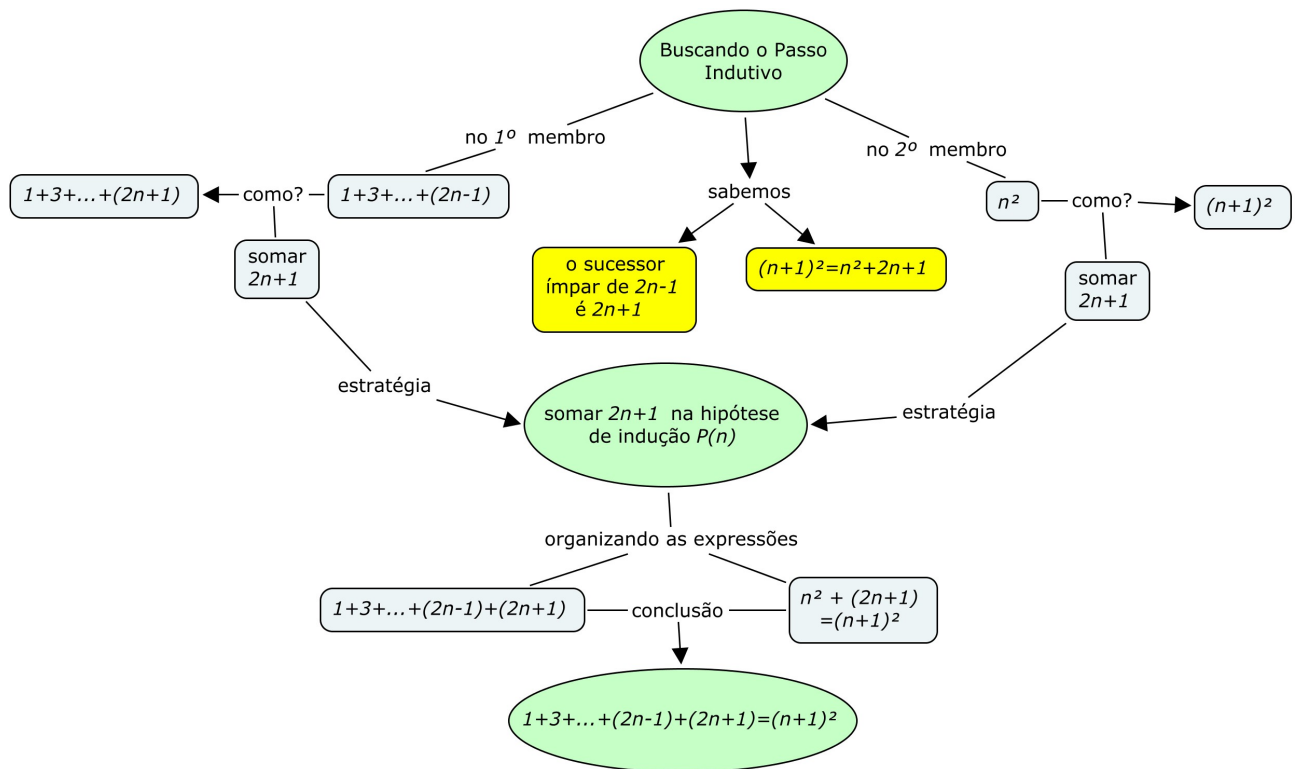 Buscando o Passo
Indutivo
no 1º membro
no 2º membro
1+3+...+(2n+1)
como?
1+3+...+(2n-1)
sabemos
n²
como?
(n+1)²
somar
2n+1
o sucessor
ímpar de 2n-1
é 2n+1
(n+1)²=n²+2n+1
somar
2n+1
estratégia
estratégia
somar 2n+1 na hipótese
de indução P(n)
organizando as expressões
1+3+...+(2n-1)+(2n+1)
conclusão
n² + (2n+1)
=(n+1)²
1+3+...+(2n-1)+(2n+1)=(n+1)²